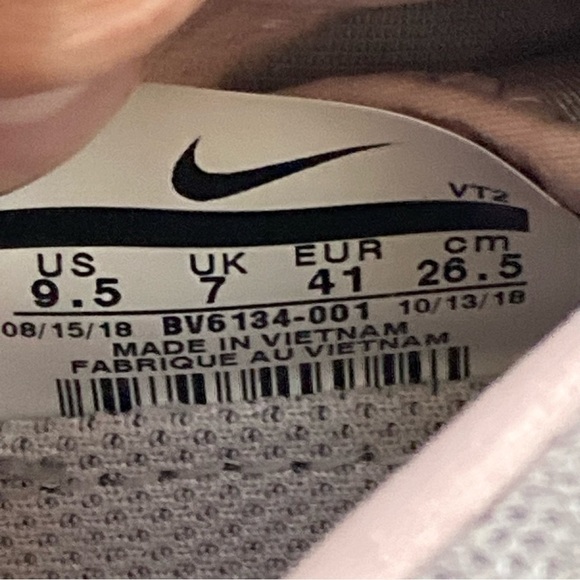 VT2
US UK EUR cm
9.5 7 41 26.5
08/15/18 BV6134-001 10/13/18
MADE IN VIETNAM
FABRIQUE AU VIETNAM